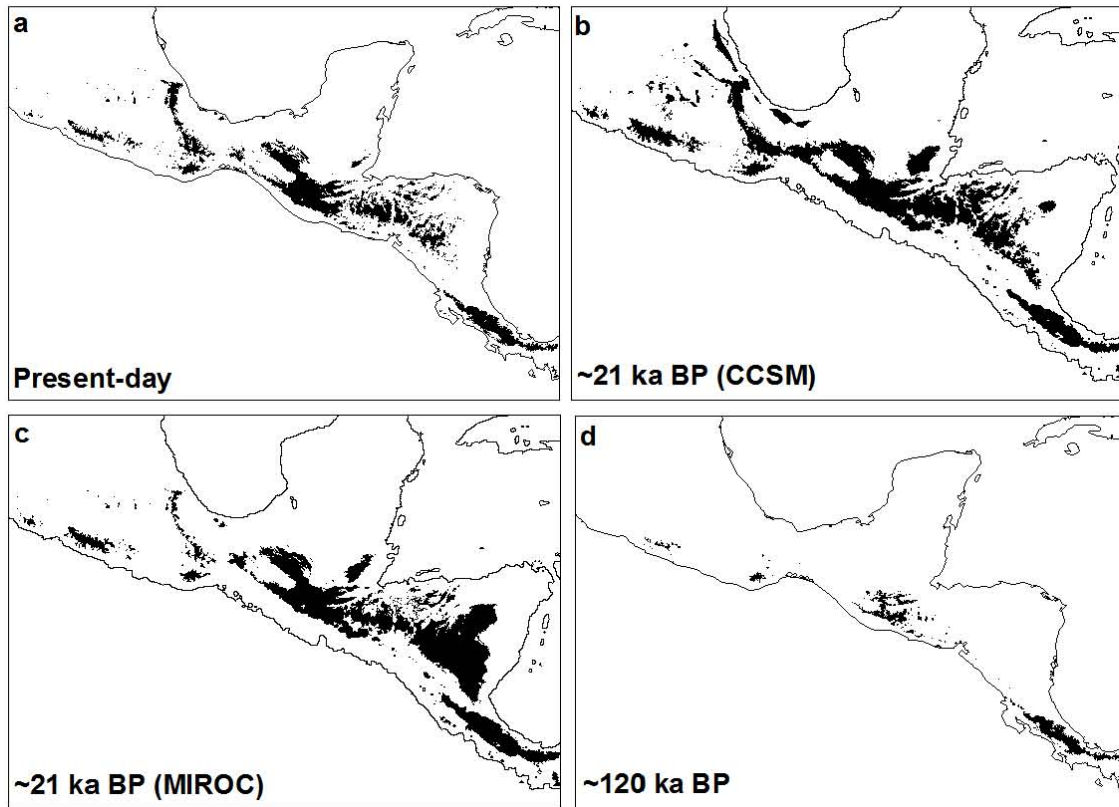 a
Present-day
b
~21 ka BP (CCSM)
c
~21 ka BP (MIROC)
d
~120 ka BP